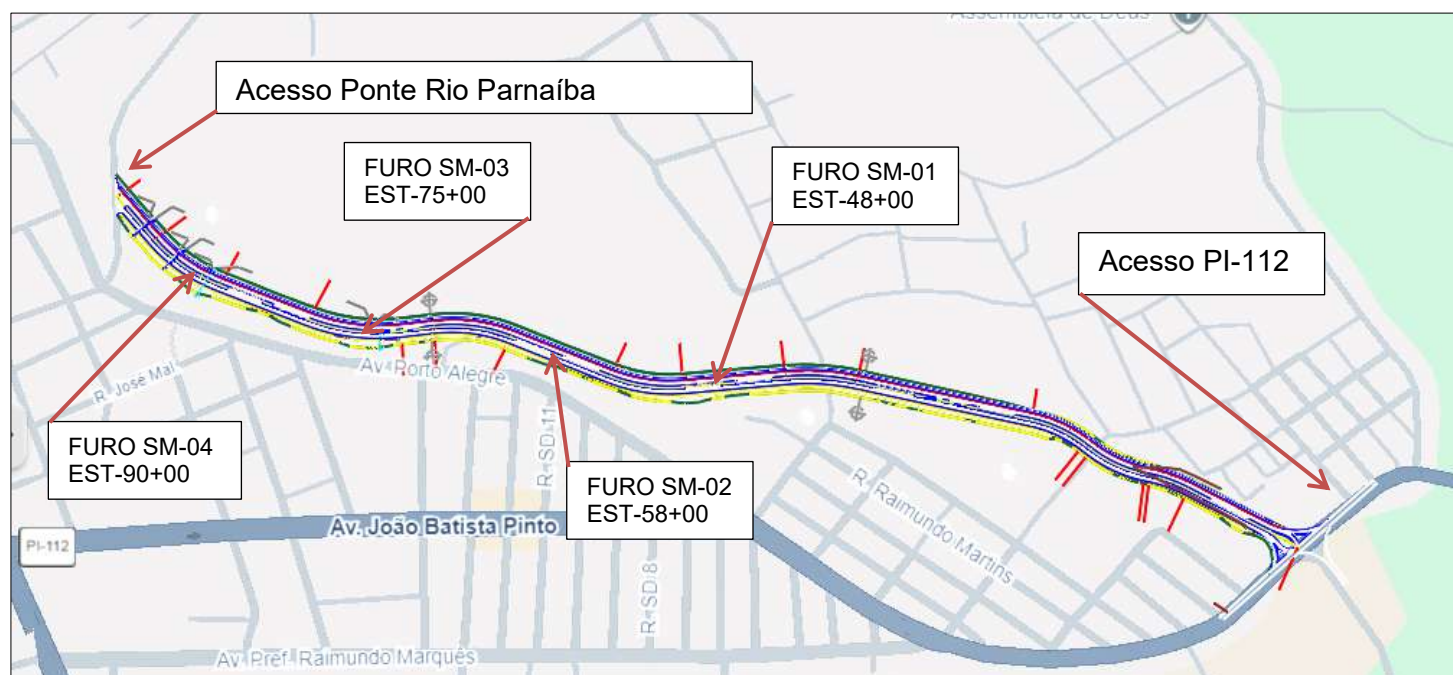 Assembleia de Deus
Acesso Ponte Rio Parnaíba
FURO SM-03
EST-75+00
FURO SM-01
EST-48+00
Acesso PI-112
Av. Porto Alegre
R. José Mal
FURO SM-04
EST-90+00
R. SD 11
FURO SM-02
EST-58+00
R. Raimundo Martins
Av. João Batista Pinto
PI-112
R. SD 8
Av. Pref. Raimundo Marques